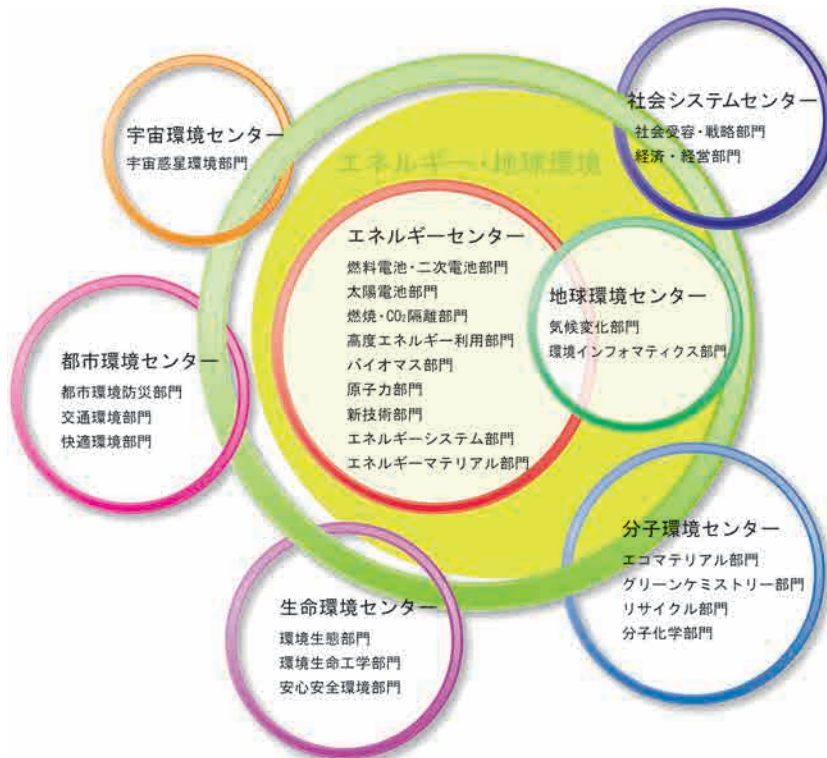 宇宙環境センター
宇宙惑星環境部門
社会システムセンター
社会受容・戦略部門
経済・経営部門
エネルギー・地球環境
エネルギーセンター
燃料電池・二次電池部門
太陽電池部門
燃焼・CO₂隔離部門
高度エネルギー利用部門
バイオマス部門
原子力部門
新技術部門
エネルギーシステム部門
エネルギーマテリアル部門
地球環境センター
気候変化部門
環境インフォマティクス部門
都市環境センター
都市環境防災部門
交通環境部門
快適環境部門
生命環境センター
環境生態部門
環境生命工学部門
安心安全環境部門
分子環境センター
エコマテリアル部門
グリーンケミストリー部門
リサイクル部門
分子化学部門